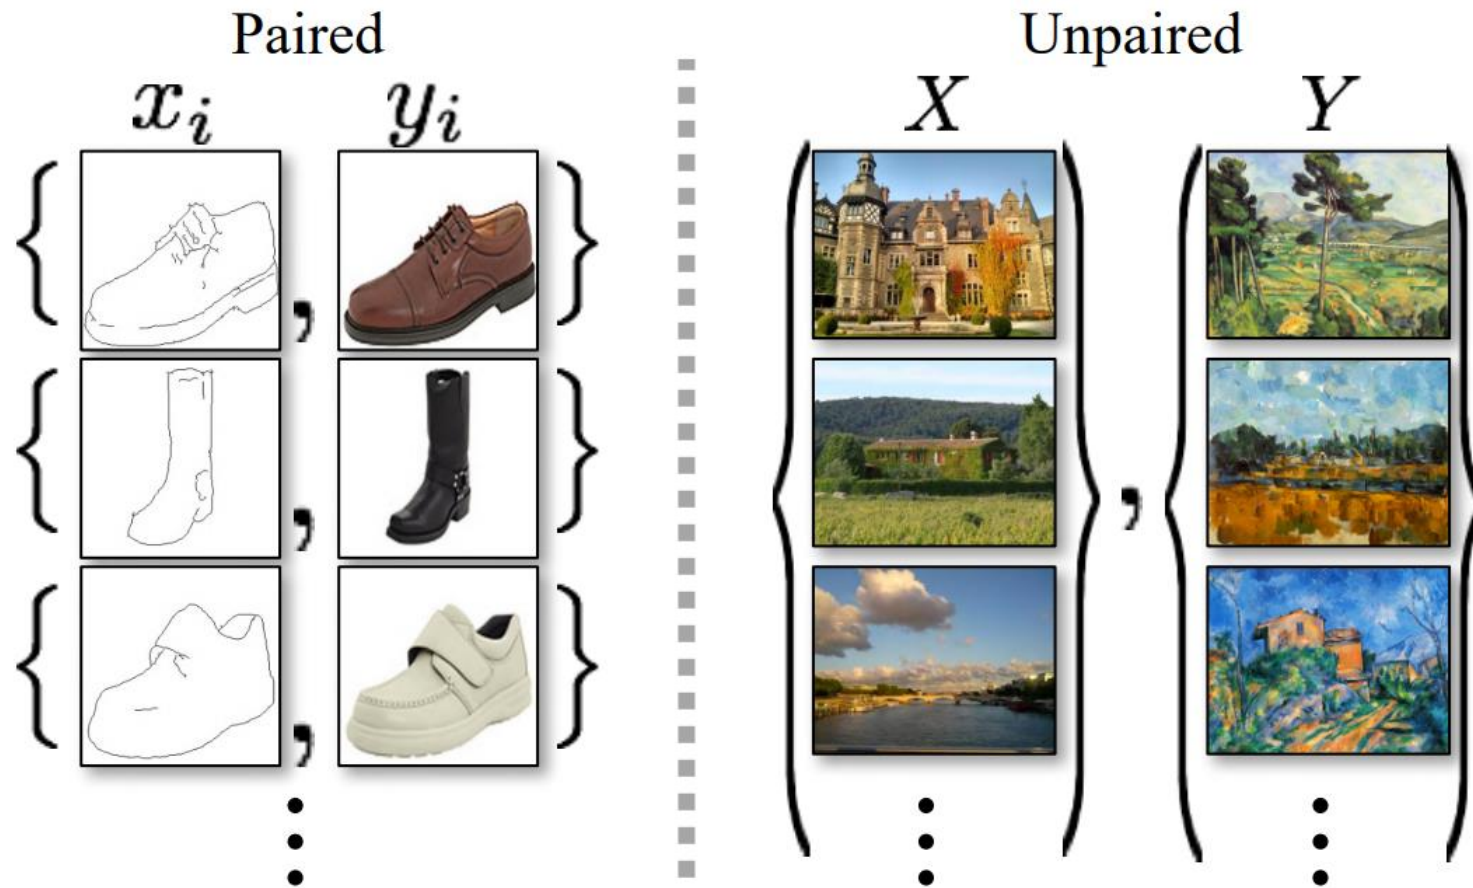 Paired
Unpaired
x_i y_i
X Y
{ , }
{ , }
{ , }
{ } , { }